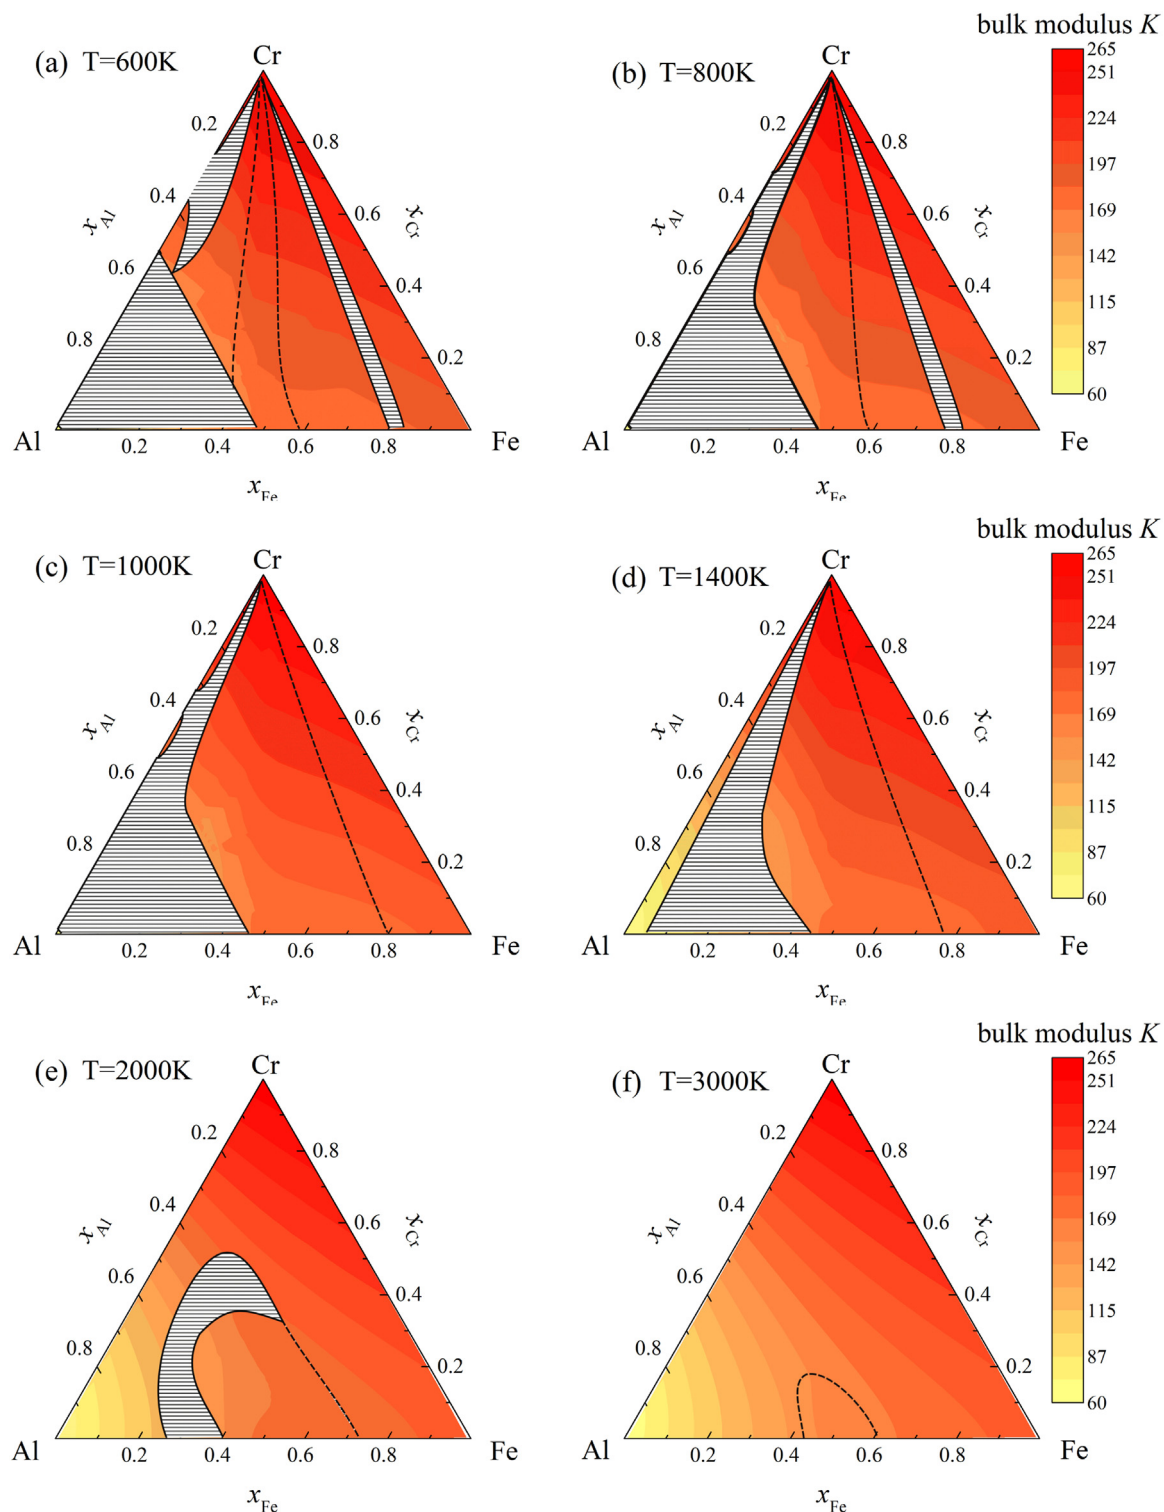 bulk modulus K
(a) T=600K
Cr
0.2
0.4
0.6
0.8
x_Al
0.8
0.6
0.4
0.2
x_Cr
Al
0.2 0.4 0.6 0.8
Fe
x_Fe
(b) T=800K
Cr
0.2
0.4
0.6
0.8
x_Al
0.8
0.6
0.4
0.2
x_Cr
Al
0.2 0.4 0.6 0.8
Fe
x_Fe
265
251
224
197
169
142
115
87
60
bulk modulus K
(c) T=1000K
Cr
0.2
0.4
0.6
0.8
x_Al
0.8
0.6
0.4
0.2
x_Cr
Al
0.2 0.4 0.6 0.8
Fe
x_Fe
(d) T=1400K
Cr
0.2
0.4
0.6
0.8
x_Al
0.8
0.6
0.4
0.2
x_Cr
Al
0.2 0.4 0.6 0.8
Fe
x_Fe
265
251
224
197
169
142
115
87
60
bulk modulus K
(e) T=2000K
Cr
0.2
0.4
0.6
0.8
x_Al
0.8
0.6
0.4
0.2
x_Cr
Al
0.2 0.4 0.6 0.8
Fe
x_Fe
(f) T=3000K
Cr
0.2
0.4
0.6
0.8
x_Al
0.8
0.6
0.4
0.2
x_Cr
Al
0.2 0.4 0.6 0.8
Fe
x_Fe
265
251
224
197
169
142
115
87
60